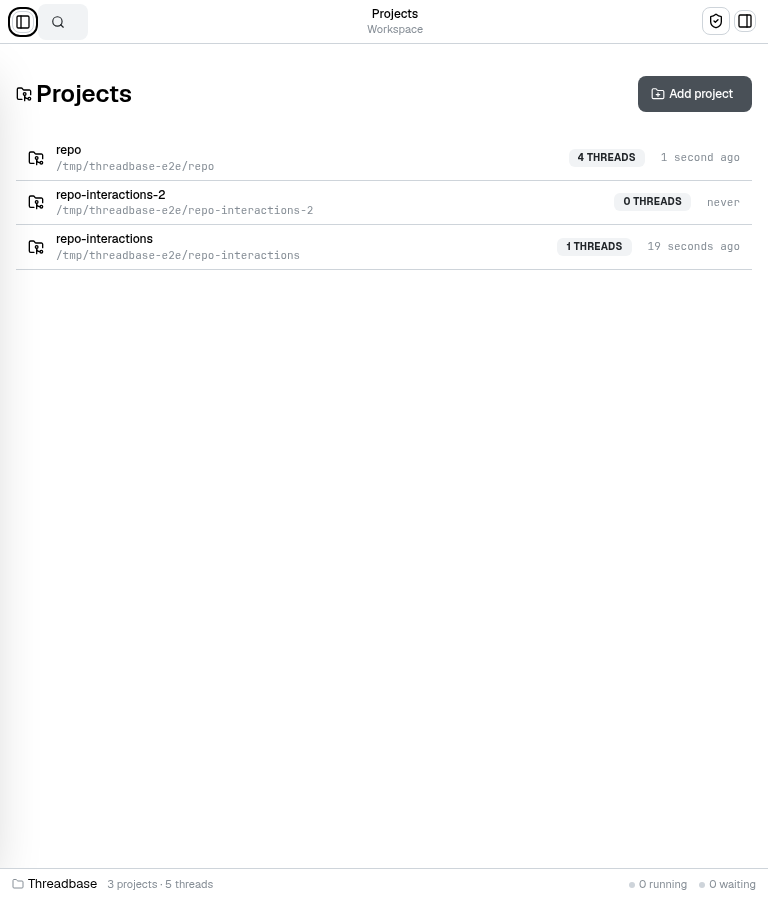 Projects
Workspace
Projects
Add project
repo
/tmp/threadbase-e2e/repo
4 THREADS
1 second ago
repo-interactions-2
/tmp/threadbase-e2e/repo-interactions-2
0 THREADS
never
repo-interactions
/tmp/threadbase-e2e/repo-interactions
1 THREADS
19 seconds ago
Threadbase
3 projects · 5 threads
0 running
0 waiting